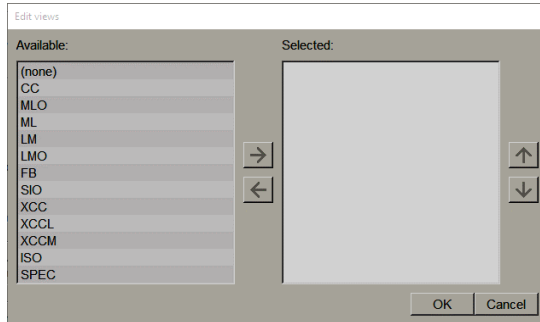 Edit views
Available:
Selected:
(none)
CC
MLO
ML
LM
LMO
FB
SIO
XCC
XCCL
XCCM
ISO
SPEC
OK
Cancel